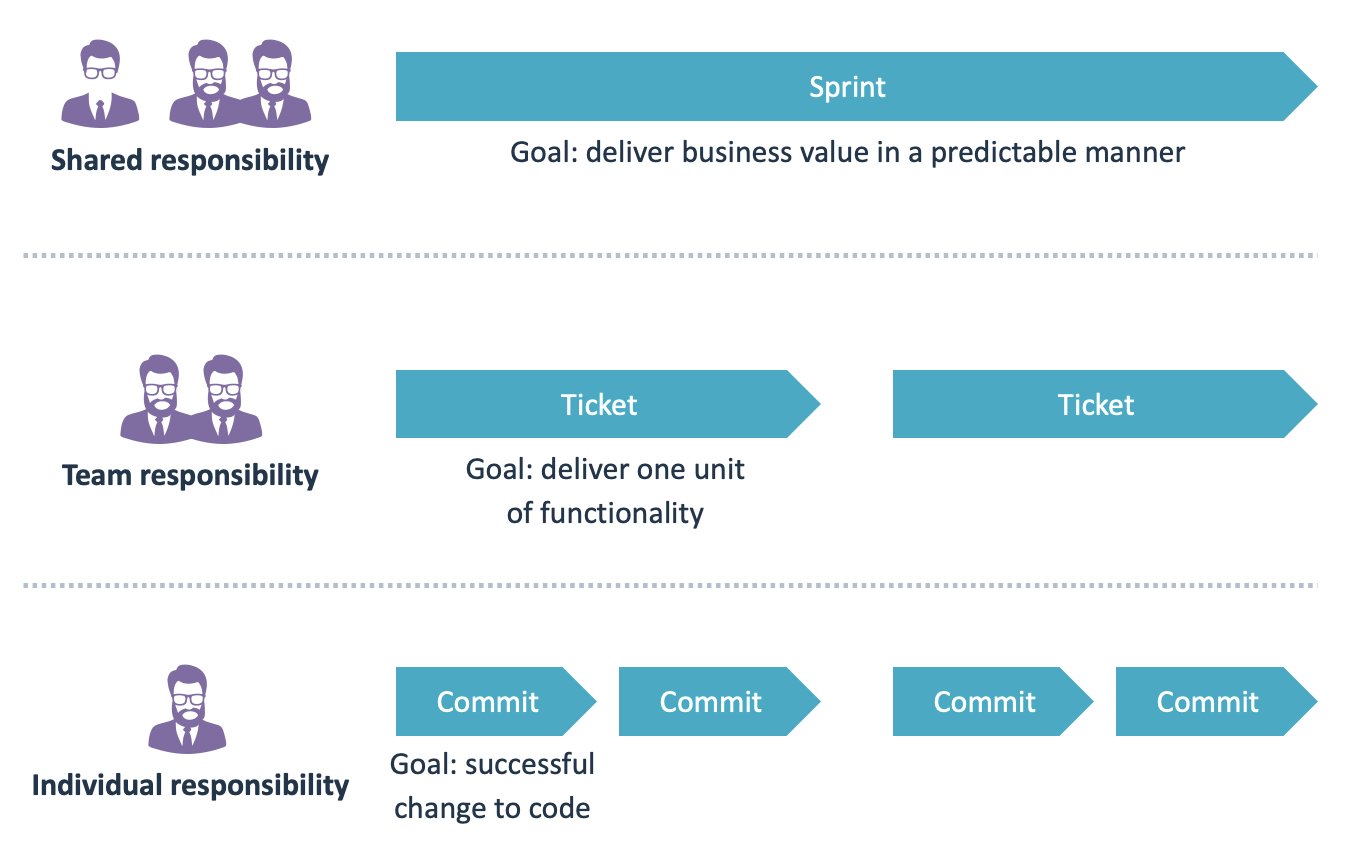 Sprint
Shared responsibility
Goal: deliver business value in a predictable manner
Ticket
Ticket
Team responsibility
Goal: deliver one unit
of functionality
Commit
Commit
Commit
Commit
Individual responsibility
Goal: successful
change to code